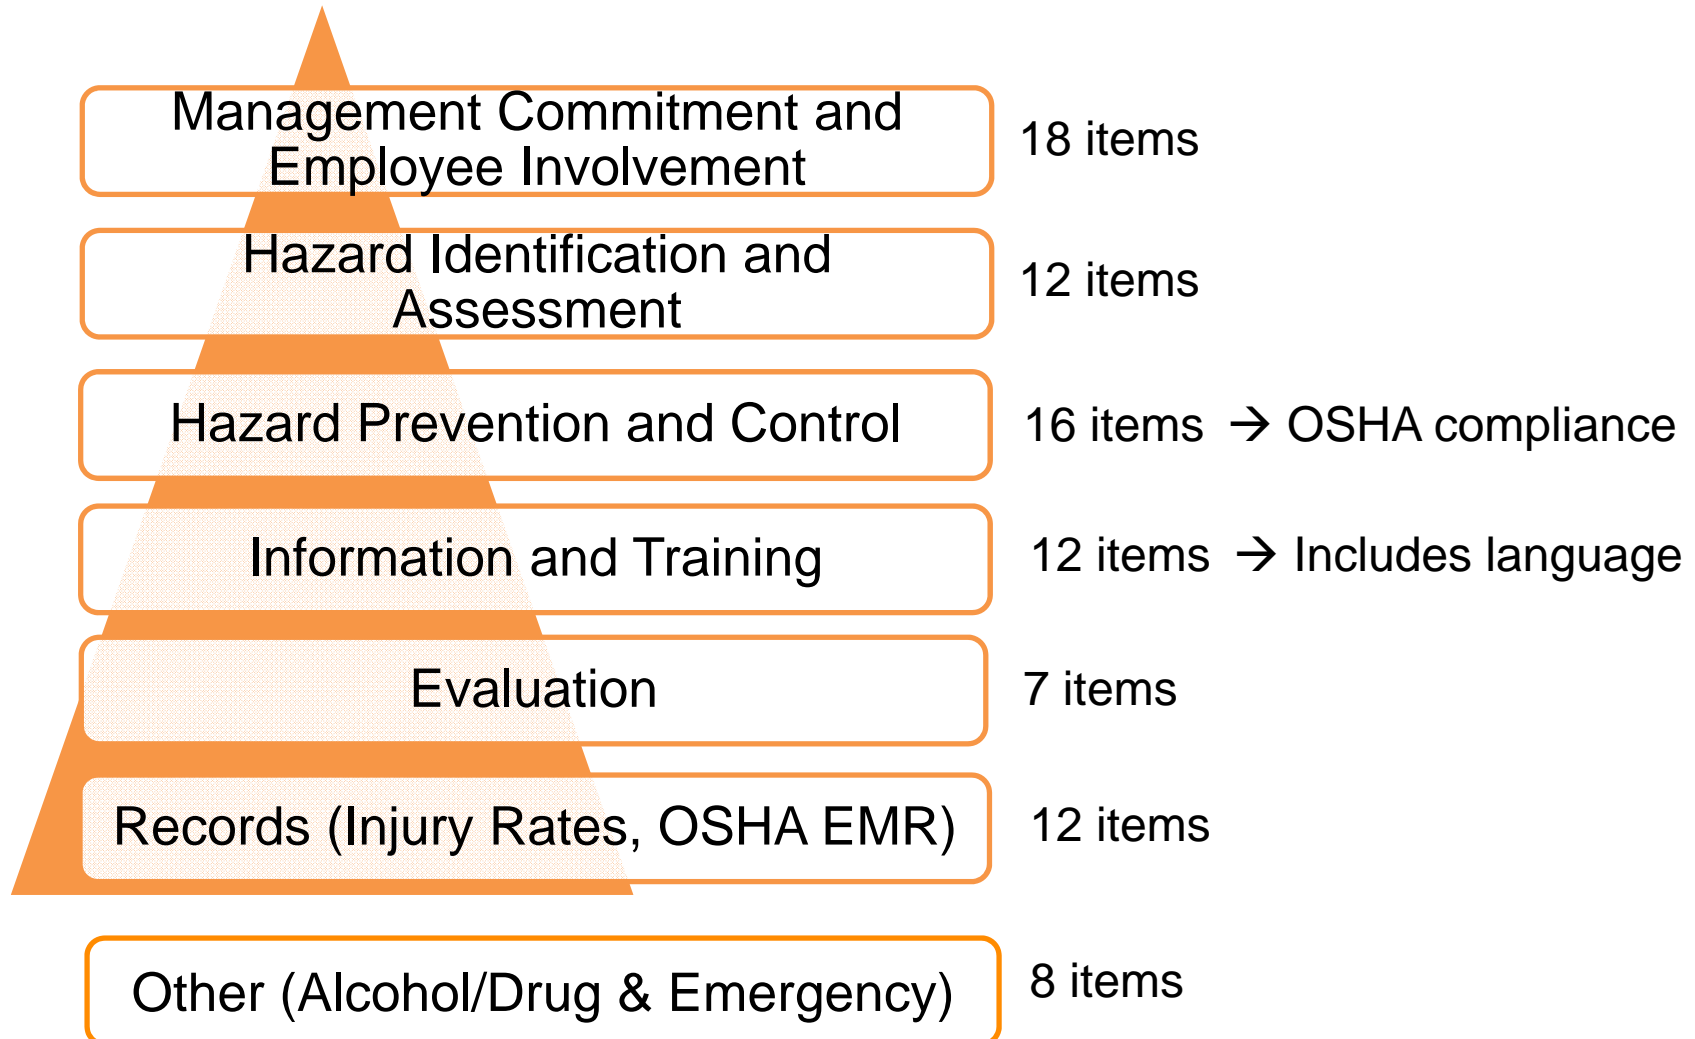 Management Commitment and
Employee Involvement
18 items
Hazard Identification and
Assessment
12 items
Hazard Prevention and Control
16 items → OSHA compliance
Information and Training
12 items → Includes language
Evaluation
7 items
Records (Injury Rates, OSHA EMR)
12 items
Other (Alcohol/Drug & Emergency)
8 items